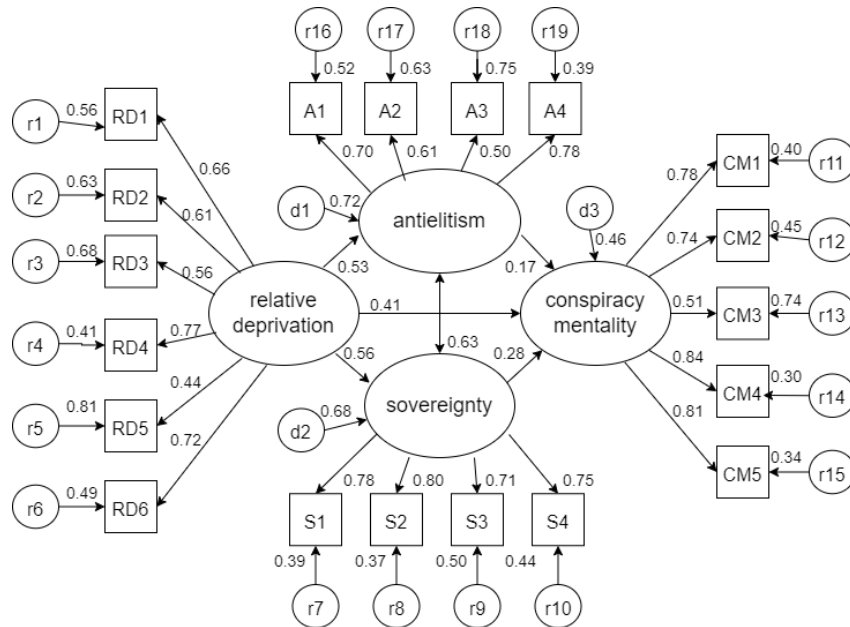 r16
r17
r18
r19
0.52
0.63
0.75
0.39
A1
A2
A3
A4
0.70
0.61
0.50
0.78
r1
0.56
RD1
0.66
r2
0.63
RD2
0.61
r3
0.68
RD3
0.56
r4
0.41
RD4
0.77
r5
0.81
RD5
0.44
r6
0.49
RD6
0.72
d1
0.72
antielitism
d3
0.46
0.53
0.17
relative
deprivation
0.41
conspiracy
mentality
0.56
0.63
0.28
d2
0.68
sovereignty
0.78
CM1
0.40
r11
0.74
CM2
0.45
r12
0.51
CM3
0.74
r13
0.84
CM4
0.30
r14
0.81
CM5
0.34
r15
0.78
0.80
0.71
0.75
S1
S2
S3
S4
0.39
0.37
0.50
0.44
r7
r8
r9
r10